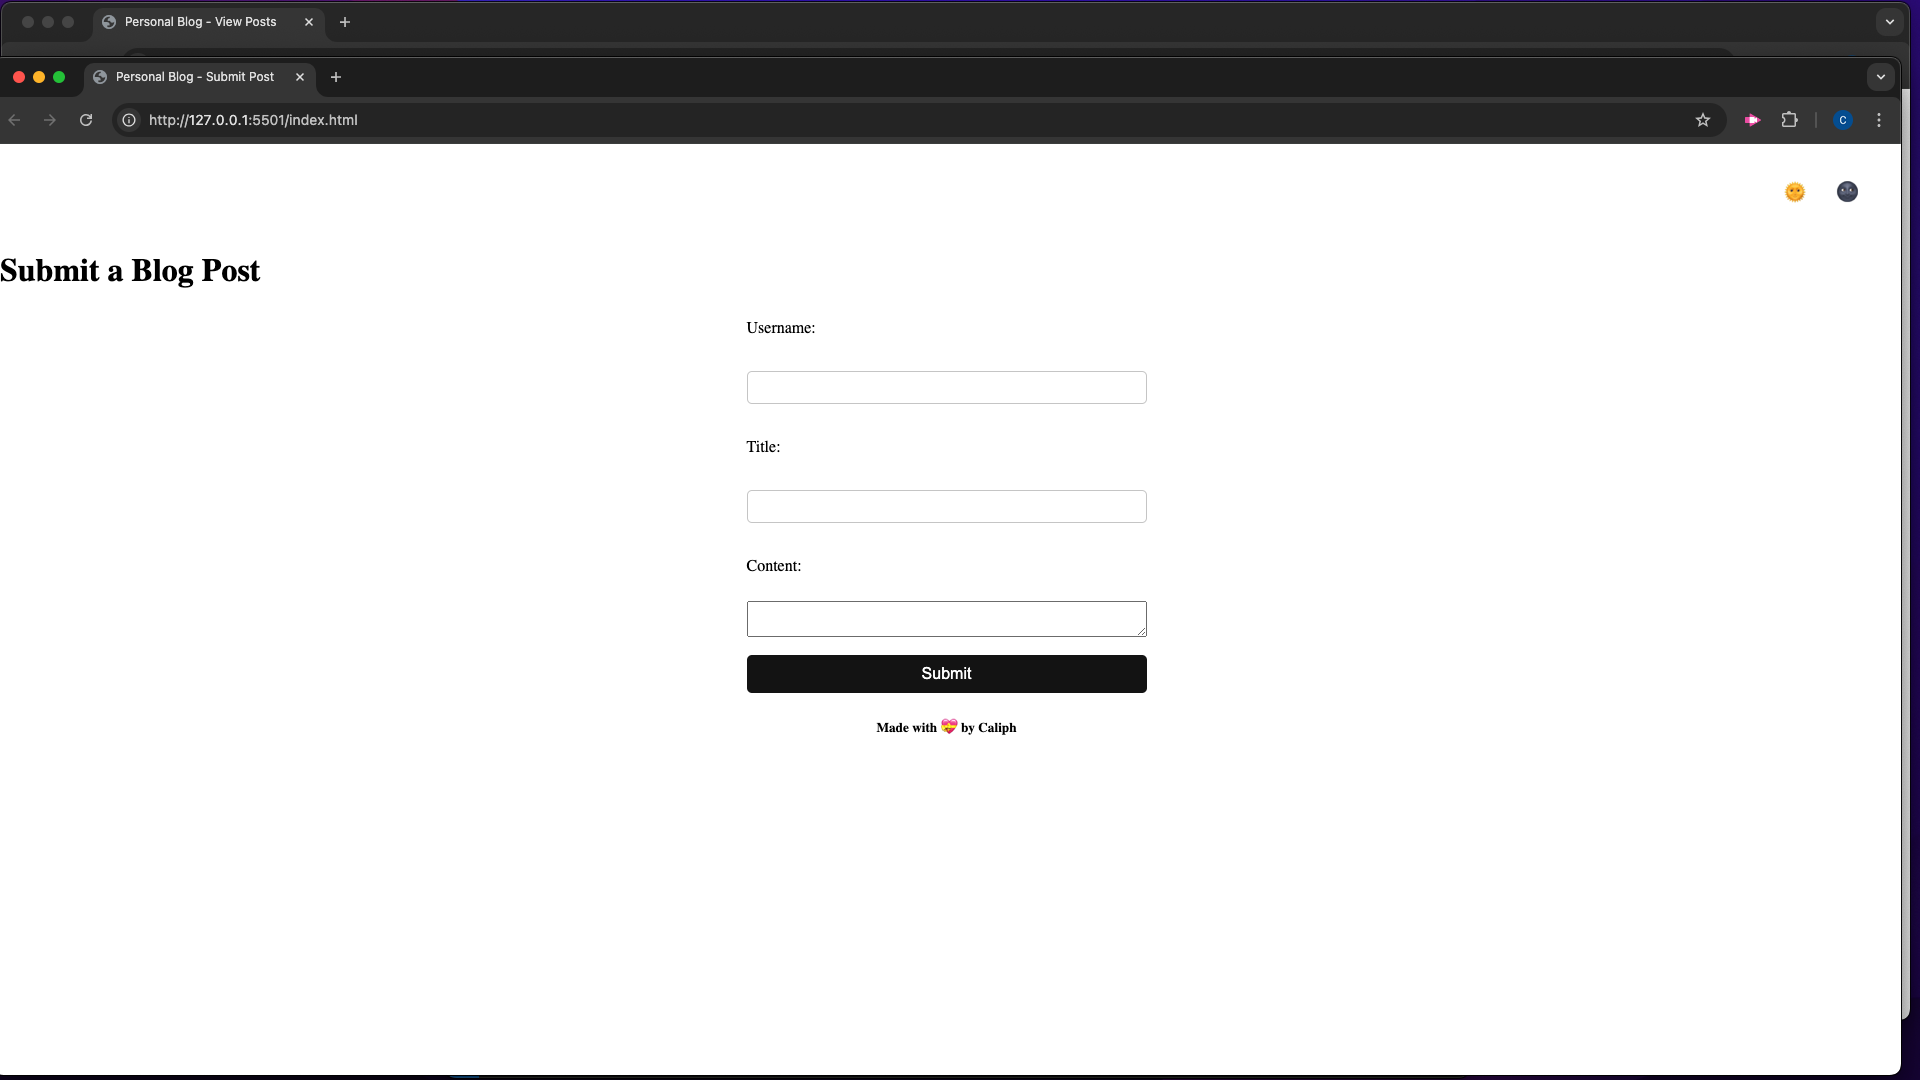 Personal Blog - View Posts
Personal Blog - Submit Post
http://127.0.0.1:5501/index.html
C
Submit a Blog Post
Username:
Title:
Content:
Submit
Made with 💝 by Caliph